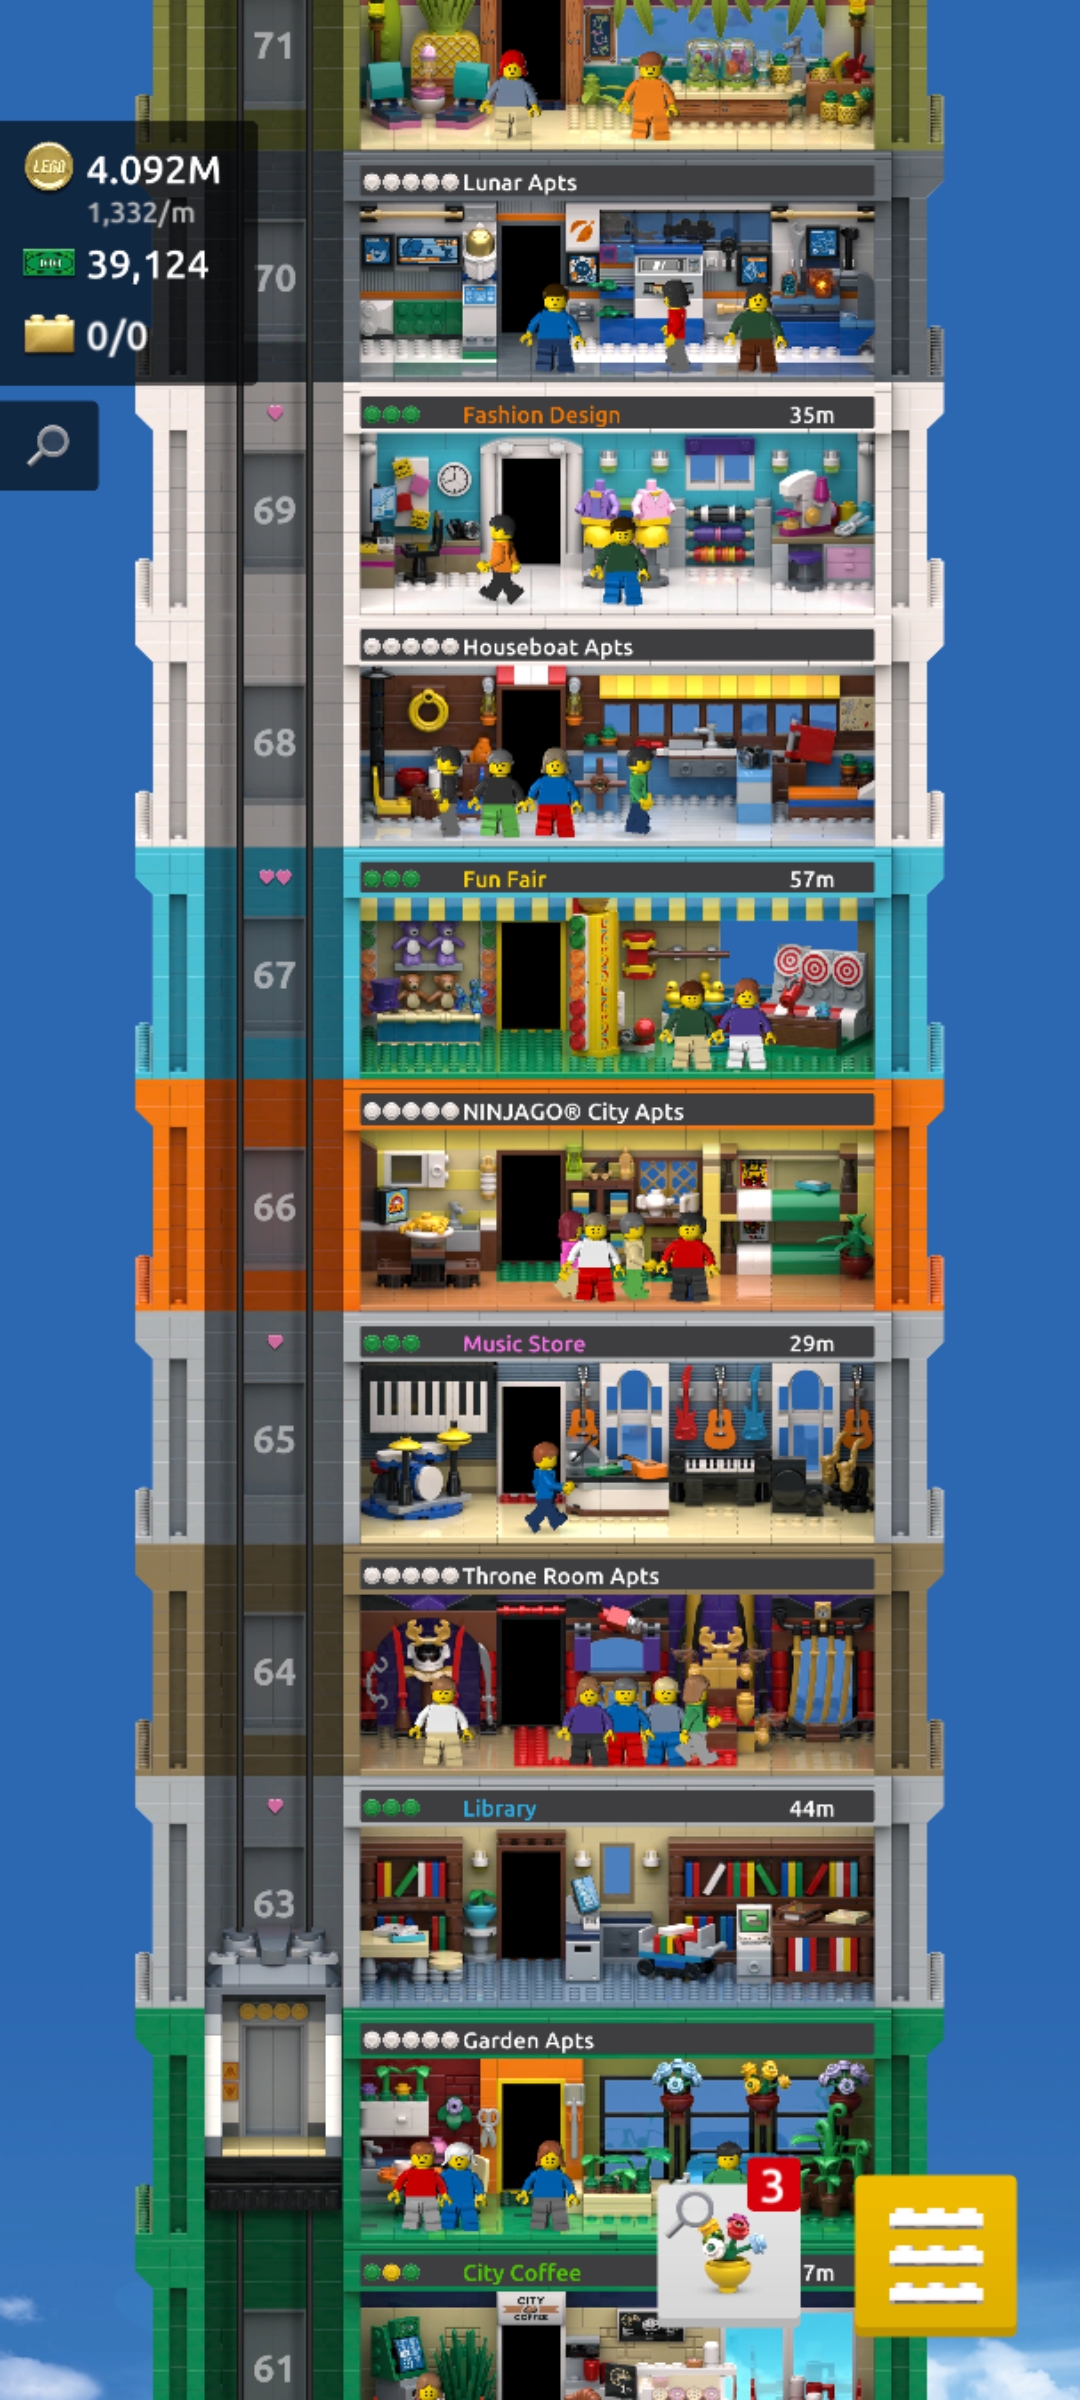 71
LEGO
4.092M
1,332/m
39,124
0/0
Lunar Apts
70
Fashion Design 35m
69
Houseboat Apts
68
Fun Fair 57m
67
NINJAGO® City Apts
66
Music Store 29m
65
Throne Room Apts
64
Library 44m
63
Garden Apts
3
City Coffee 7m
CITY
COFFEE
61